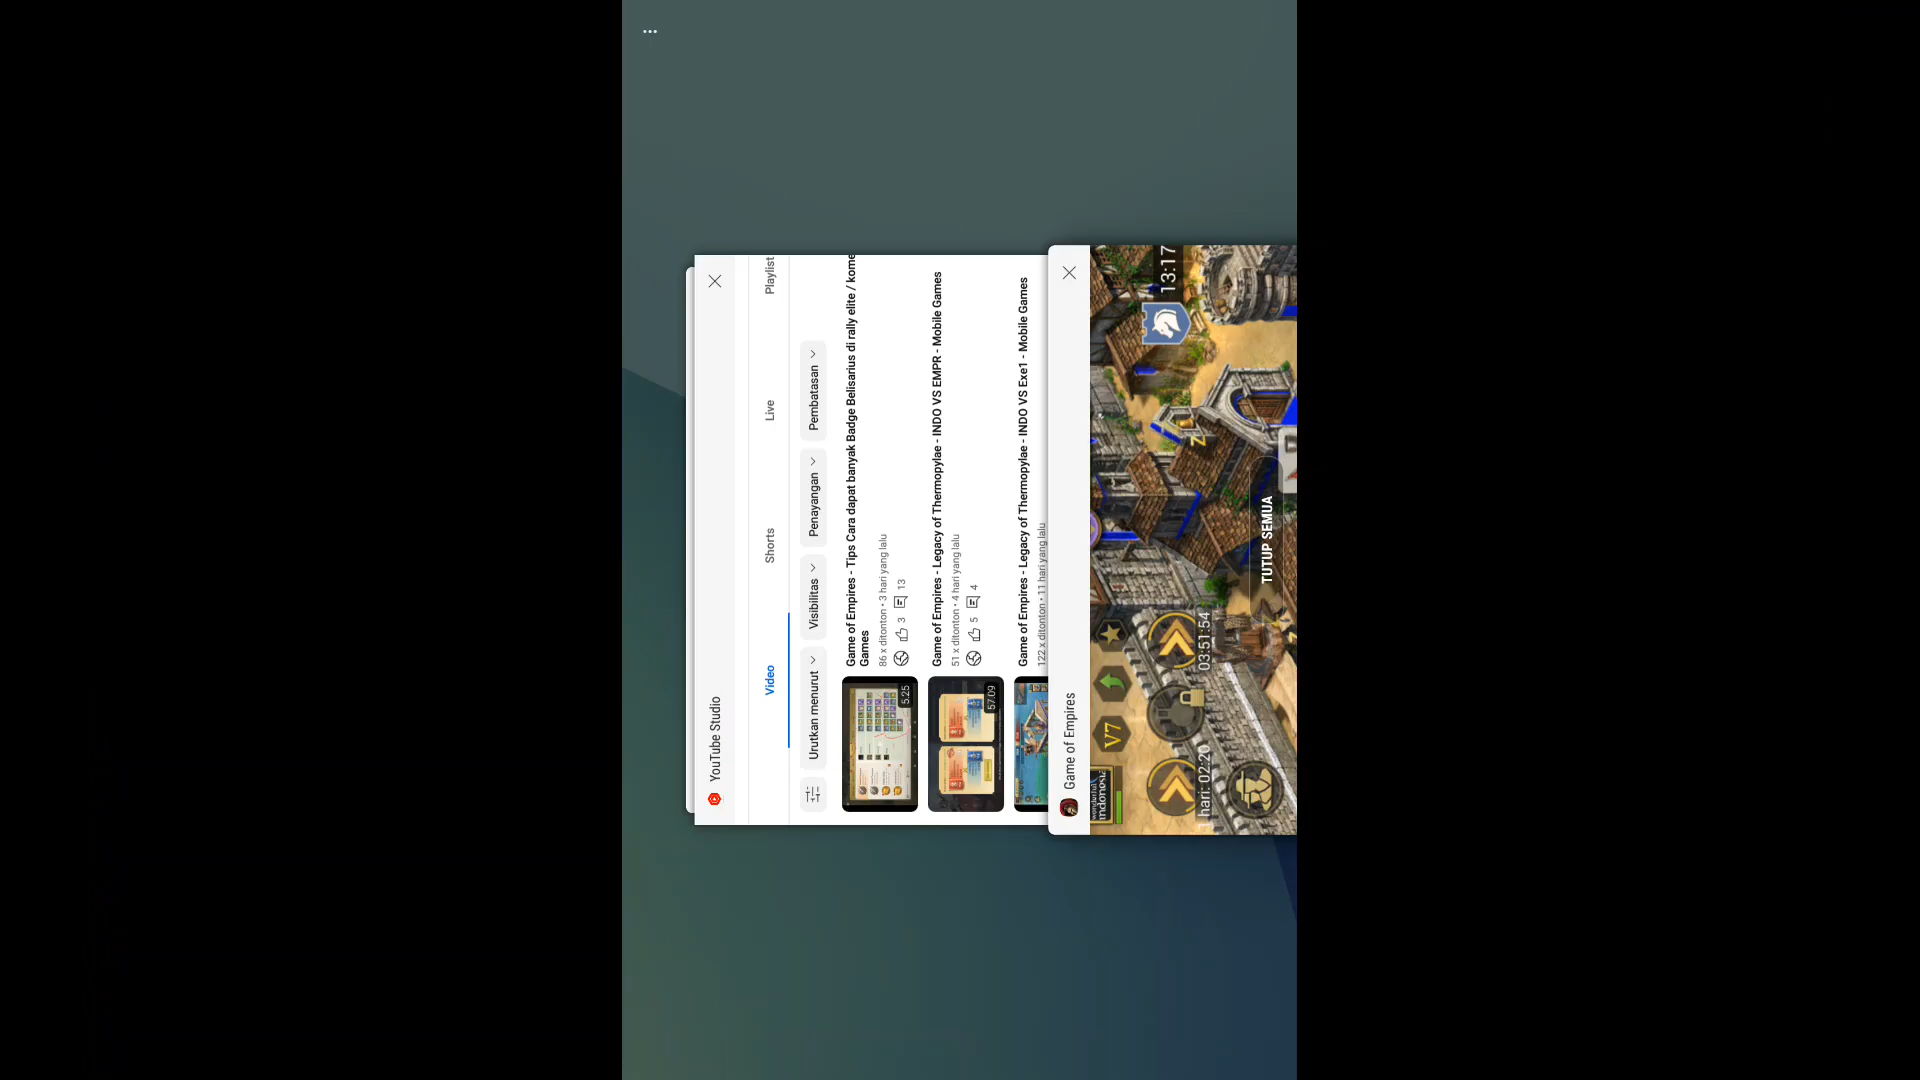 YouTube Studio
Video
Shorts
Live
Playlist
Urutkan menurut
Visibilitas
Penayangan
Pembatasan
5.25
Game of Empires - Tips Cara dapat banyak Badge Belisarius di rally elite / kome
Games
86 x ditonton • 3 hari yang lalu
3
13
57.09
Game of Empires - Legacy of Thermopylae - INDO VS EMPR - Mobile Games
51 x ditonton • 4 hari yang lalu
5
4
Game of Empires - Legacy of Thermopylae - INDO VS Exe1 - Mobile Games
122 x ditonton • 11 hari yang lalu
Game of Empires
wonderful
indonesia
V7
13:17
1 hari: 02:20
03:51:54
Z
TUTUP SEMUA